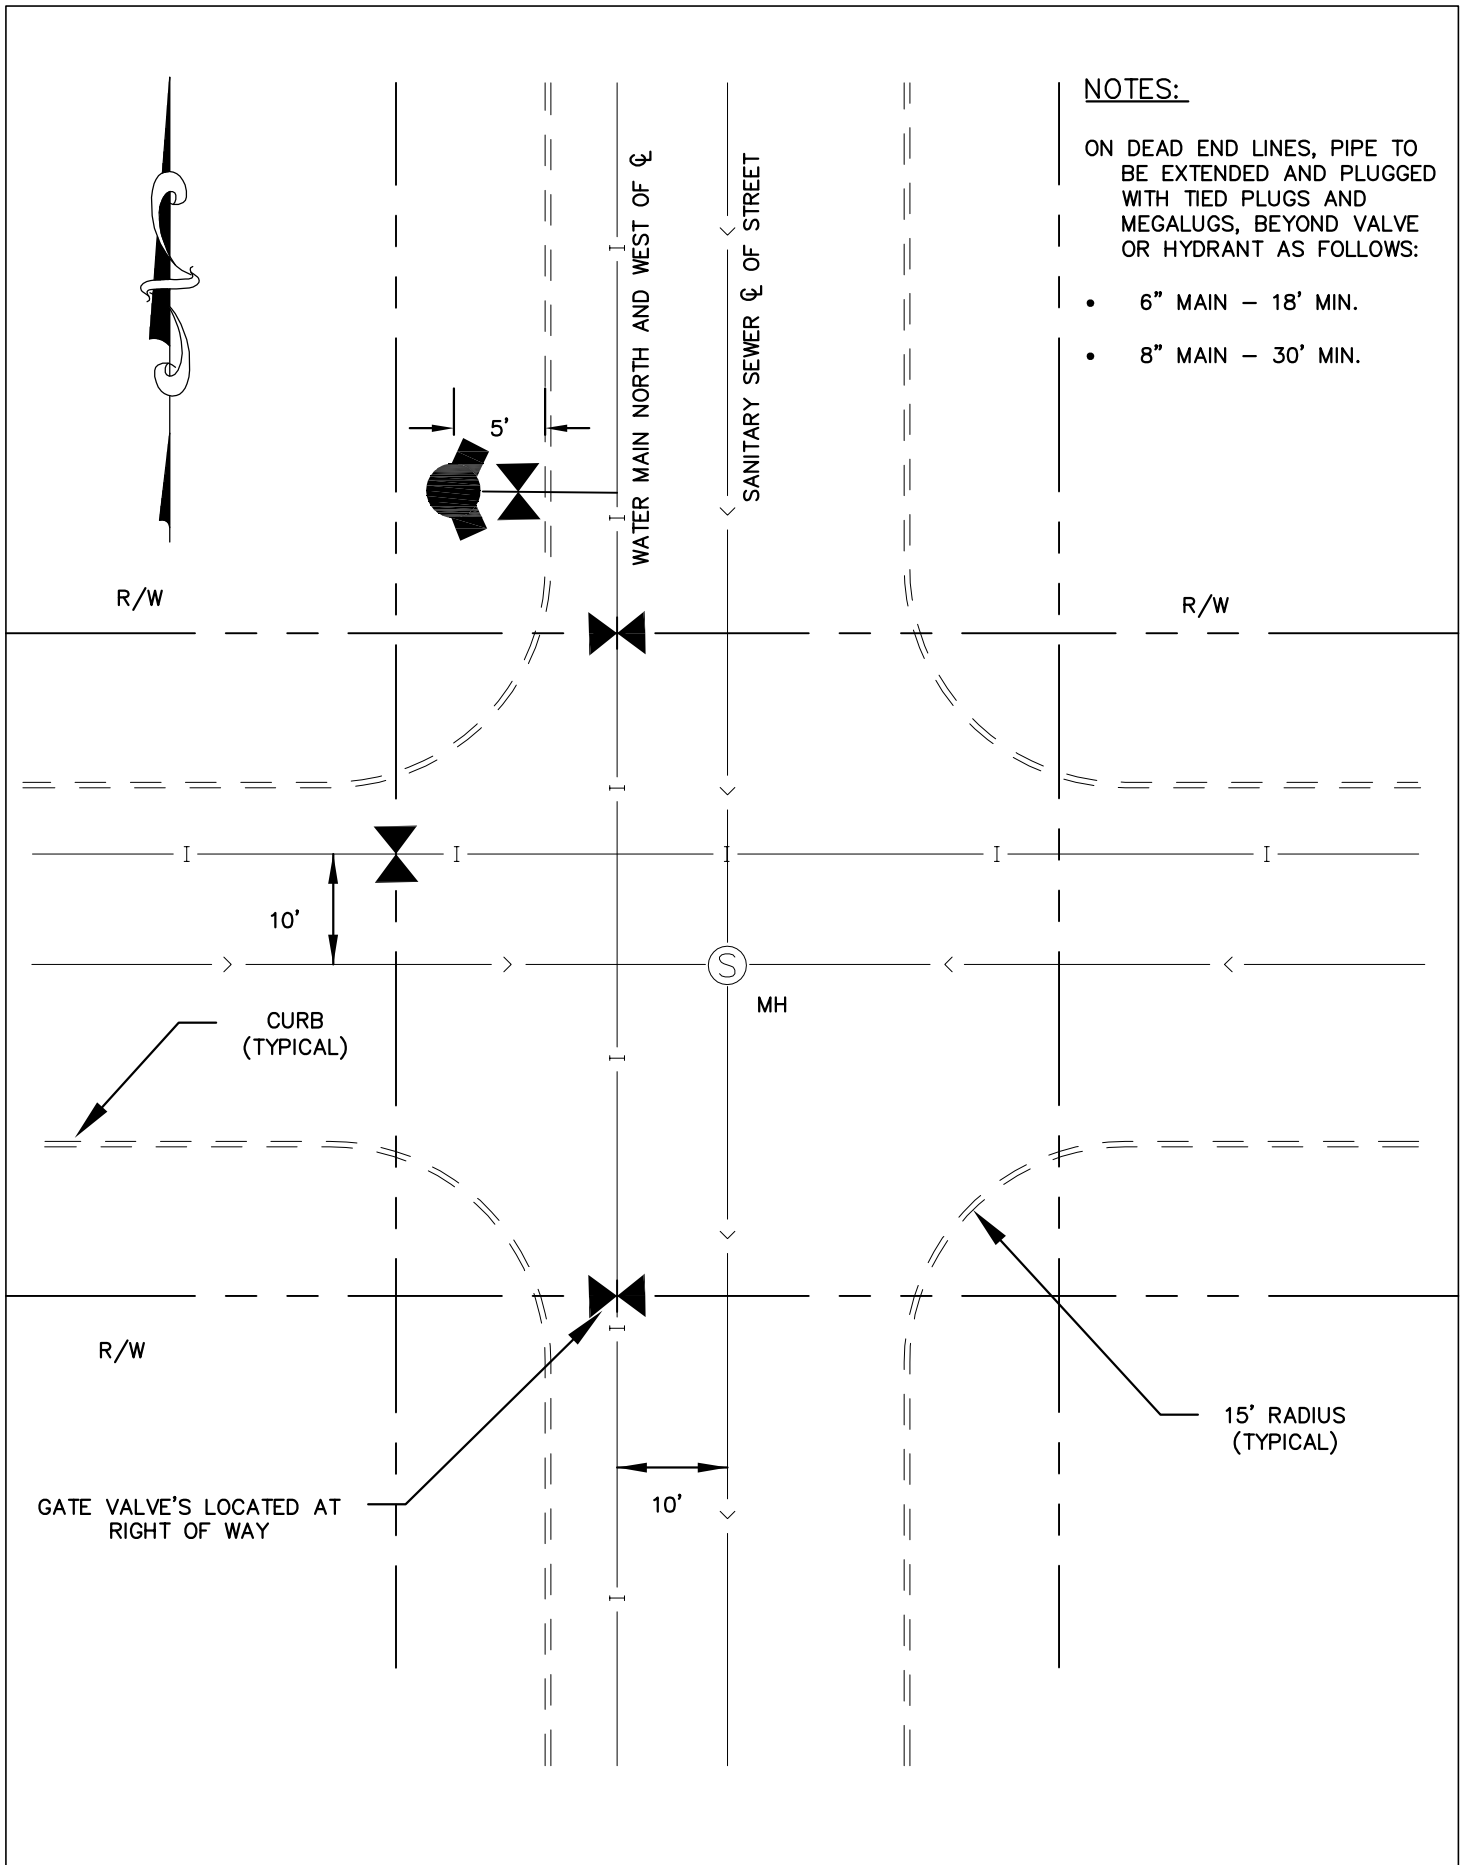 NOTES:
ON DEAD END LINES, PIPE TO
BE EXTENDED AND PLUGGED
WITH TIED PLUGS AND
MEGALUGS, BEYOND VALVE
OR HYDRANT AS FOLLOWS:
• 6” MAIN – 18’ MIN.
• 8” MAIN – 30’ MIN.
WATER MAIN NORTH AND WEST OF ℄
SANITARY SEWER ℄ OF STREET
5’
R/W
R/W
10’
S
MH
CURB
(TYPICAL)
R/W
15’ RADIUS
(TYPICAL)
GATE VALVE’S LOCATED AT
RIGHT OF WAY
10’